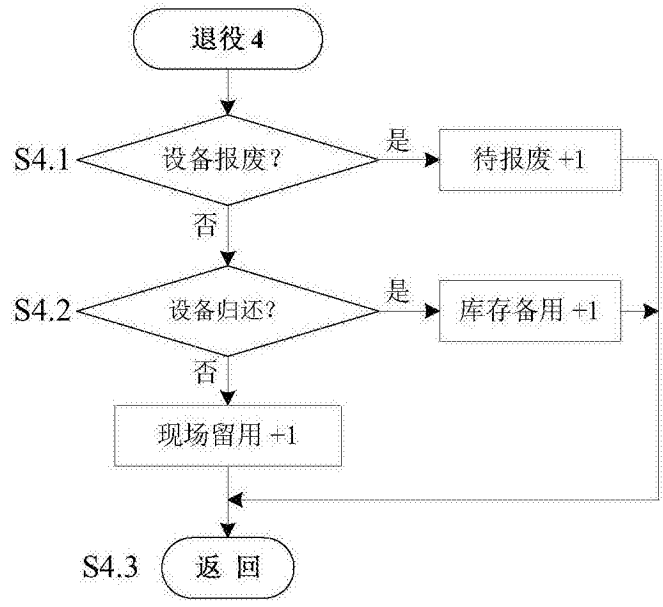 退役 4
S4.1
设备报废?
是
待报废 +1
否
S4.2
设备归还?
是
库存备用 +1
否
现场留用 +1
S4.3
返 回